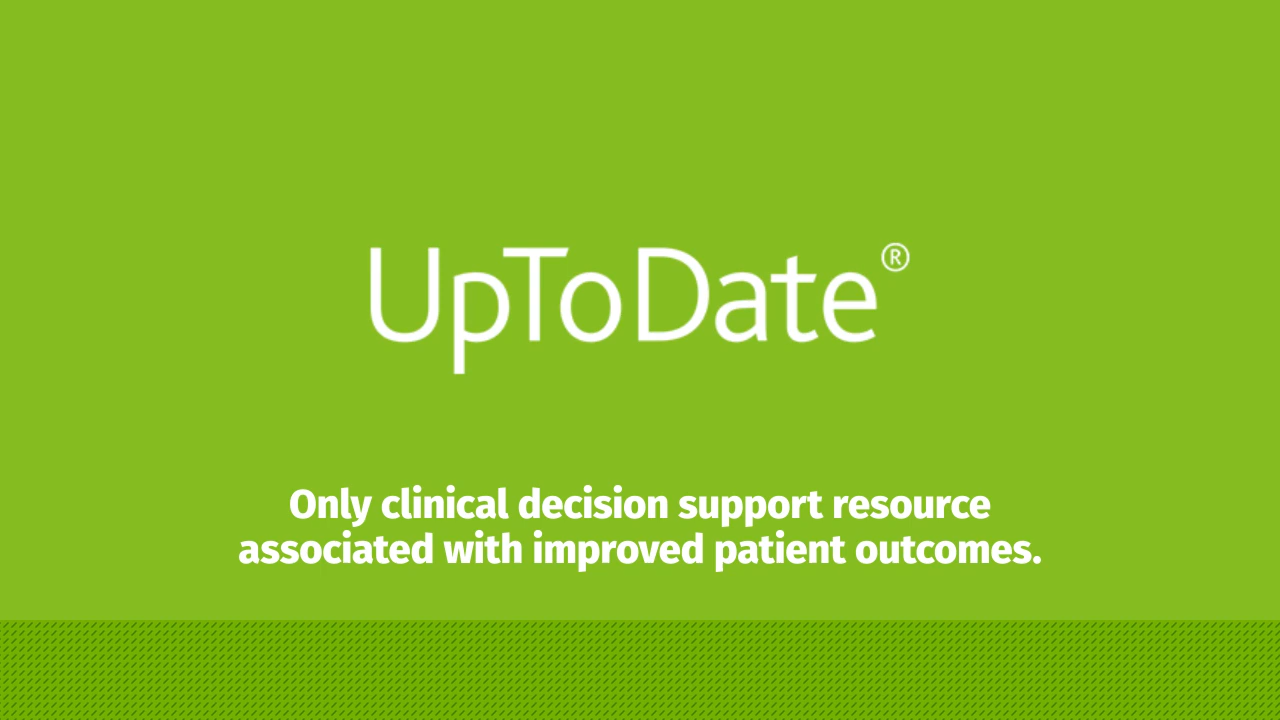 UpToDate®
Only clinical decision support resource
associated with improved patient outcomes.